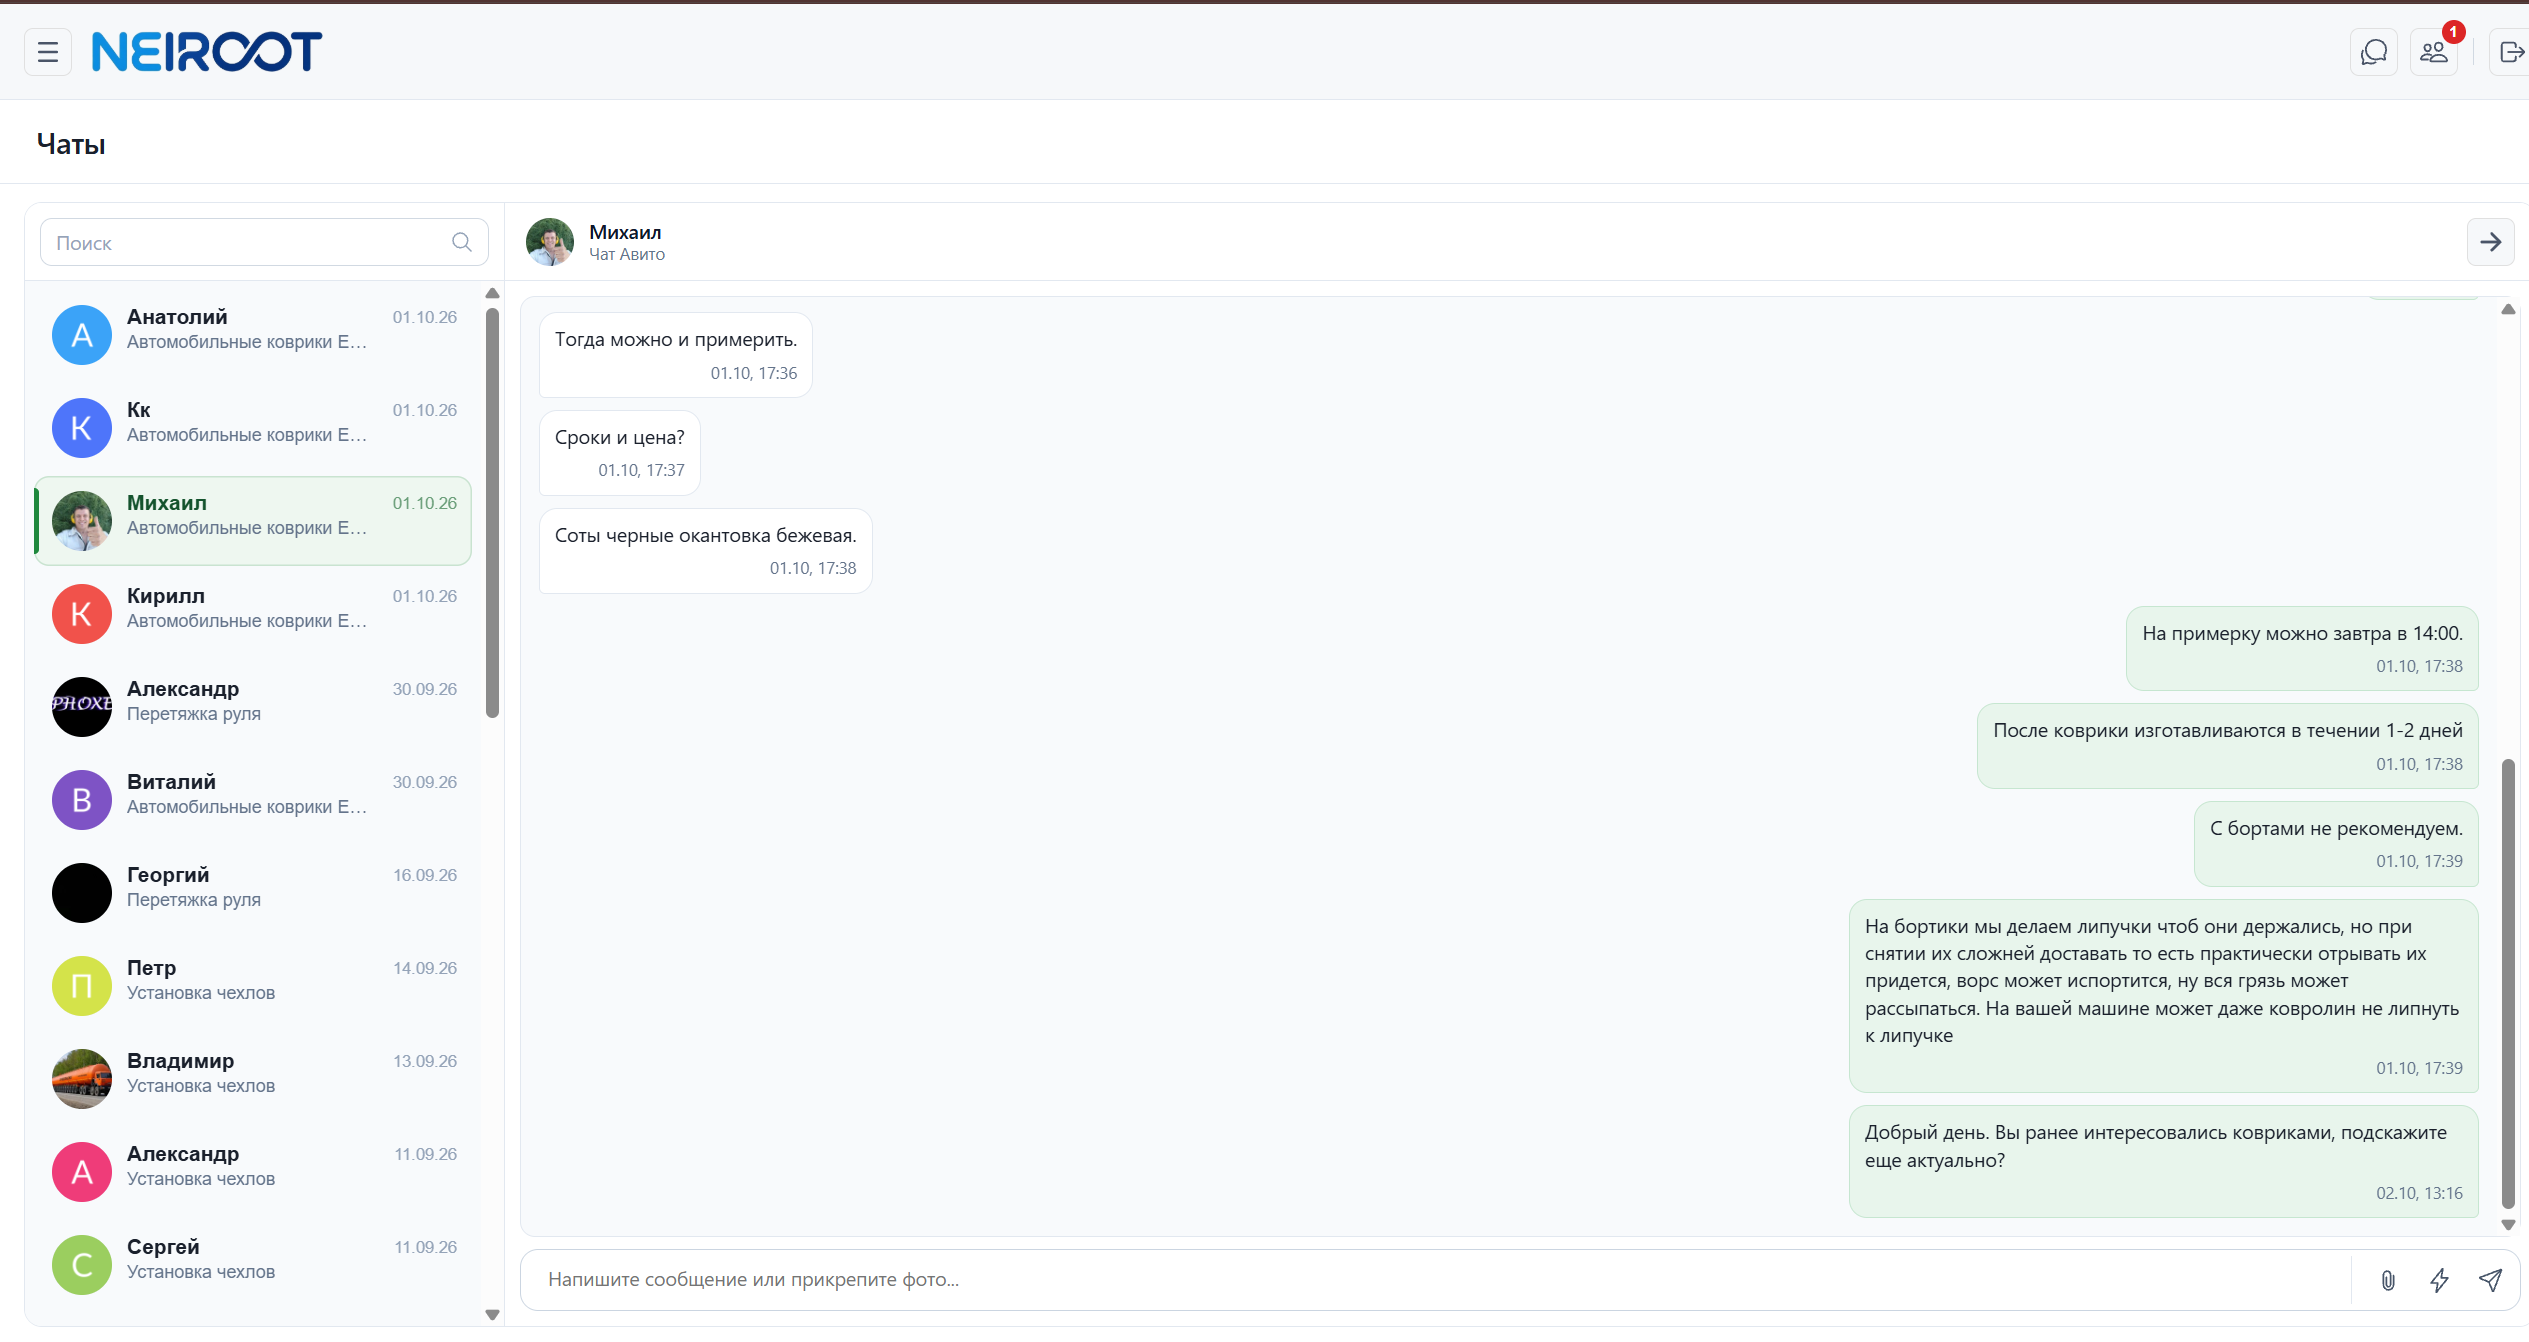 NEIROOT
1
Чаты
Поиск
Анатолий
01.10.26
Автомобильные коврики E...
Кк
01.10.26
Автомобильные коврики E...
Михаил
01.10.26
Автомобильные коврики E...
Кирилл
01.10.26
Автомобильные коврики E...
Александр
30.09.26
Перетяжка руля
Виталий
30.09.26
Автомобильные коврики E...
Георгий
16.09.26
Перетяжка руля
Петр
14.09.26
Установка чехлов
Владимир
13.09.26
Установка чехлов
Александр
11.09.26
Установка чехлов
Сергей
11.09.26
Установка чехлов
А
К
К
PHOXE
В
П
А
С
Михаил
Чат Авито
Тогда можно и примерить.
01.10, 17:36
Сроки и цена?
01.10, 17:37
Соты черные окантовка бежевая.
01.10, 17:38
На примерку можно завтра в 14:00.
01.10, 17:38
После коврики изготавливаются в течении 1-2 дней
01.10, 17:38
С бортами не рекомендуем.
01.10, 17:39
На бортики мы делаем липучки чтоб они держались, но при
снятии их сложней доставать то есть практически отрывать их
придется, ворс может испортится, ну вся грязь может
рассыпаться. На вашей машине может даже ковролин не липнуть
к липучке
01.10, 17:39
Добрый день. Вы ранее интересовались ковриками, подскажите
еще актуально?
02.10, 13:16
Напишите сообщение или прикрепите фото...